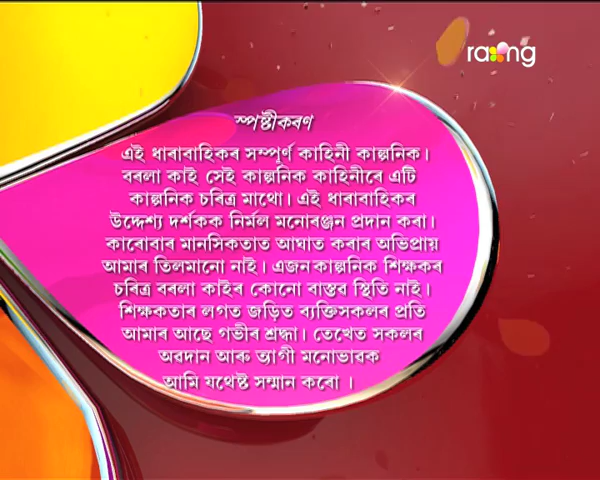 rang
স্পষ্টীকৰণ
এই ধাৰাবাহিকৰ সম্পূৰ্ণ কাহিনী কাল্পনিক।
বৰলা কাই সেই কাল্পনিক কাহিনীৰে এটি
কাল্পনিক চৰিত্ৰ মাথো। এই ধাৰাবাহিকৰ
উদ্দেশ্য দৰ্শকক নিৰ্মল মনোৰঞ্জন প্ৰদান কৰা।
কাৰোবাৰ মানসিকতাত আঘাত কৰাৰ অভিপ্ৰায়
আমাৰ তিলমানো নাই। এজন কাল্পনিক শিক্ষকৰ
চৰিত্ৰ বৰলা কাইৰ কোনো বাস্তৱ স্থিতি নাই।
শিক্ষকতাৰ লগত জড়িত ব্যক্তিসকলৰ প্ৰতি
আমাৰ আছে গভীৰ শ্ৰদ্ধা। তেখেত সকলৰ
অৱদান আৰু ত্যাগী মনোভাৱক
আমি যথেষ্ট সন্মান কৰো ।